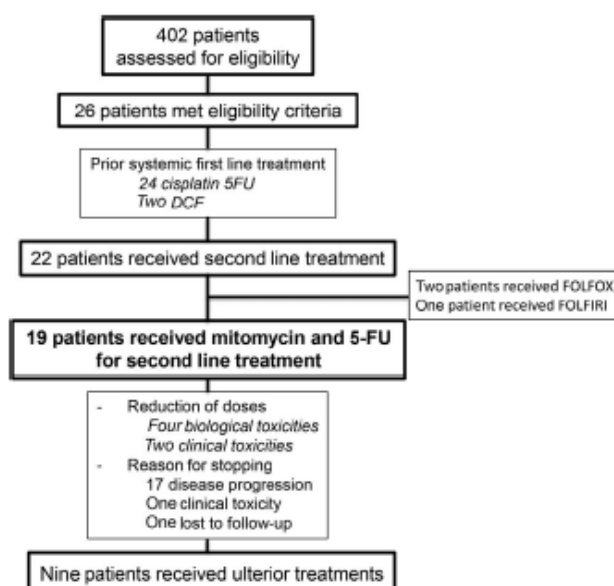 402 patients
assessed for eligibility
26 patients met eligibility criteria
Prior systemic first line treatment
24 cisplatin 5FU
Two DCF
22 patients received second line treatment
Two patients received FOLFOX
One patient received FOLFIRI
19 patients received mitomycin and 5-FU
for second line treatment
- Reduction of doses
Four biological toxicities
Two clinical toxicities
- Reason for stopping
17 disease progression
One clinical toxicity
One lost to follow-up
Nine patients received ulterior treatments